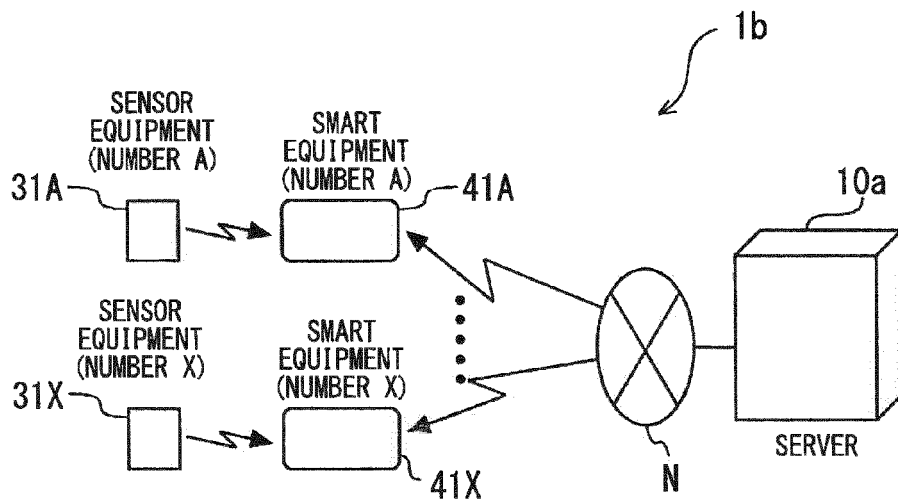 1b
SENSOR
EQUIPMENT
(NUMBER A)
SMART
EQUIPMENT
(NUMBER A)
31A
41A
10a
SENSOR
EQUIPMENT
(NUMBER X)
SMART
EQUIPMENT
(NUMBER X)
31X
41X
N
SERVER